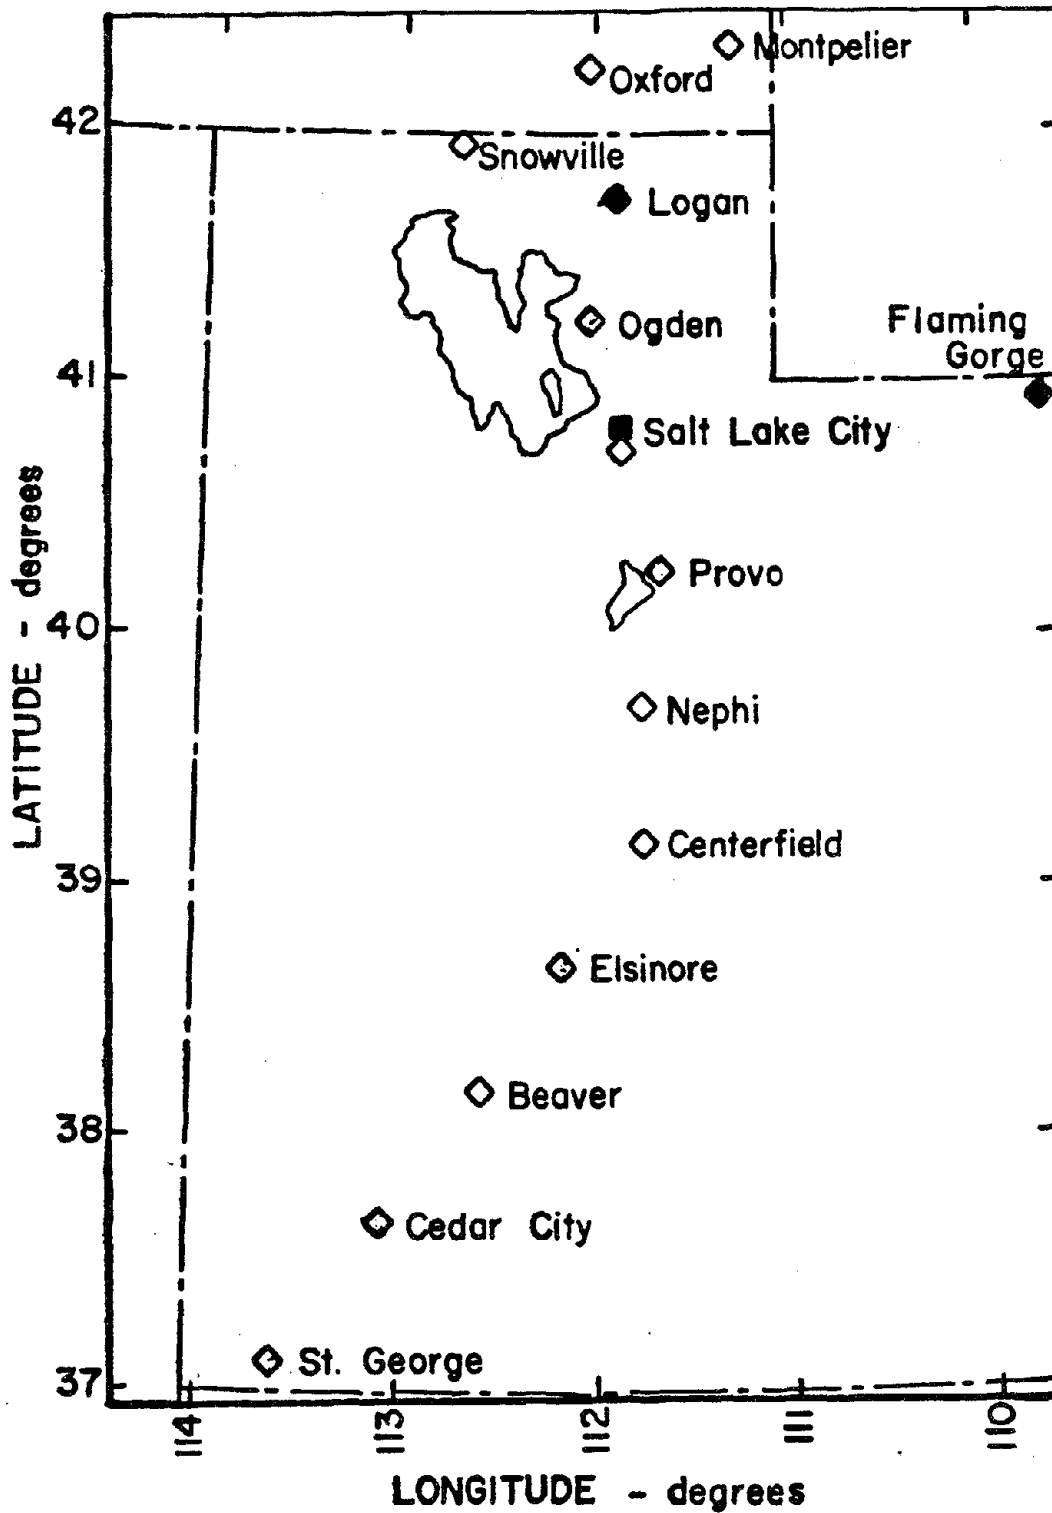 Montpelier
Oxford
42
Snowville
Logan
Ogden
Flaming
Gorge
41
Salt Lake City
LATITUDE - degrees
Provo
40
Nephi
Centerfield
39
Elsinore
Beaver
38
Cedar City
St. George
37
114
113
112
111
110
LONGITUDE - degrees